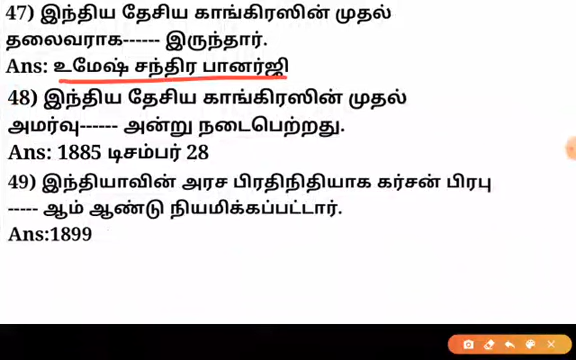 47) இந்திய தேசிய காங்கிரஸின் முதல்
தலைவராக------ இருந்தார்.
Ans: உமேஷ் சந்திர பானர்ஜி
48) இந்திய தேசிய காங்கிரஸின் முதல்
அமர்வு------ அன்று நடைபெற்றது.
Ans: 1885 டிசம்பர் 28
49) இந்தியாவின் அரச பிரதிநிதியாக கர்சன் பிரபு
----- ஆம் ஆண்டு நியமிக்கப்பட்டார்.
Ans:1899